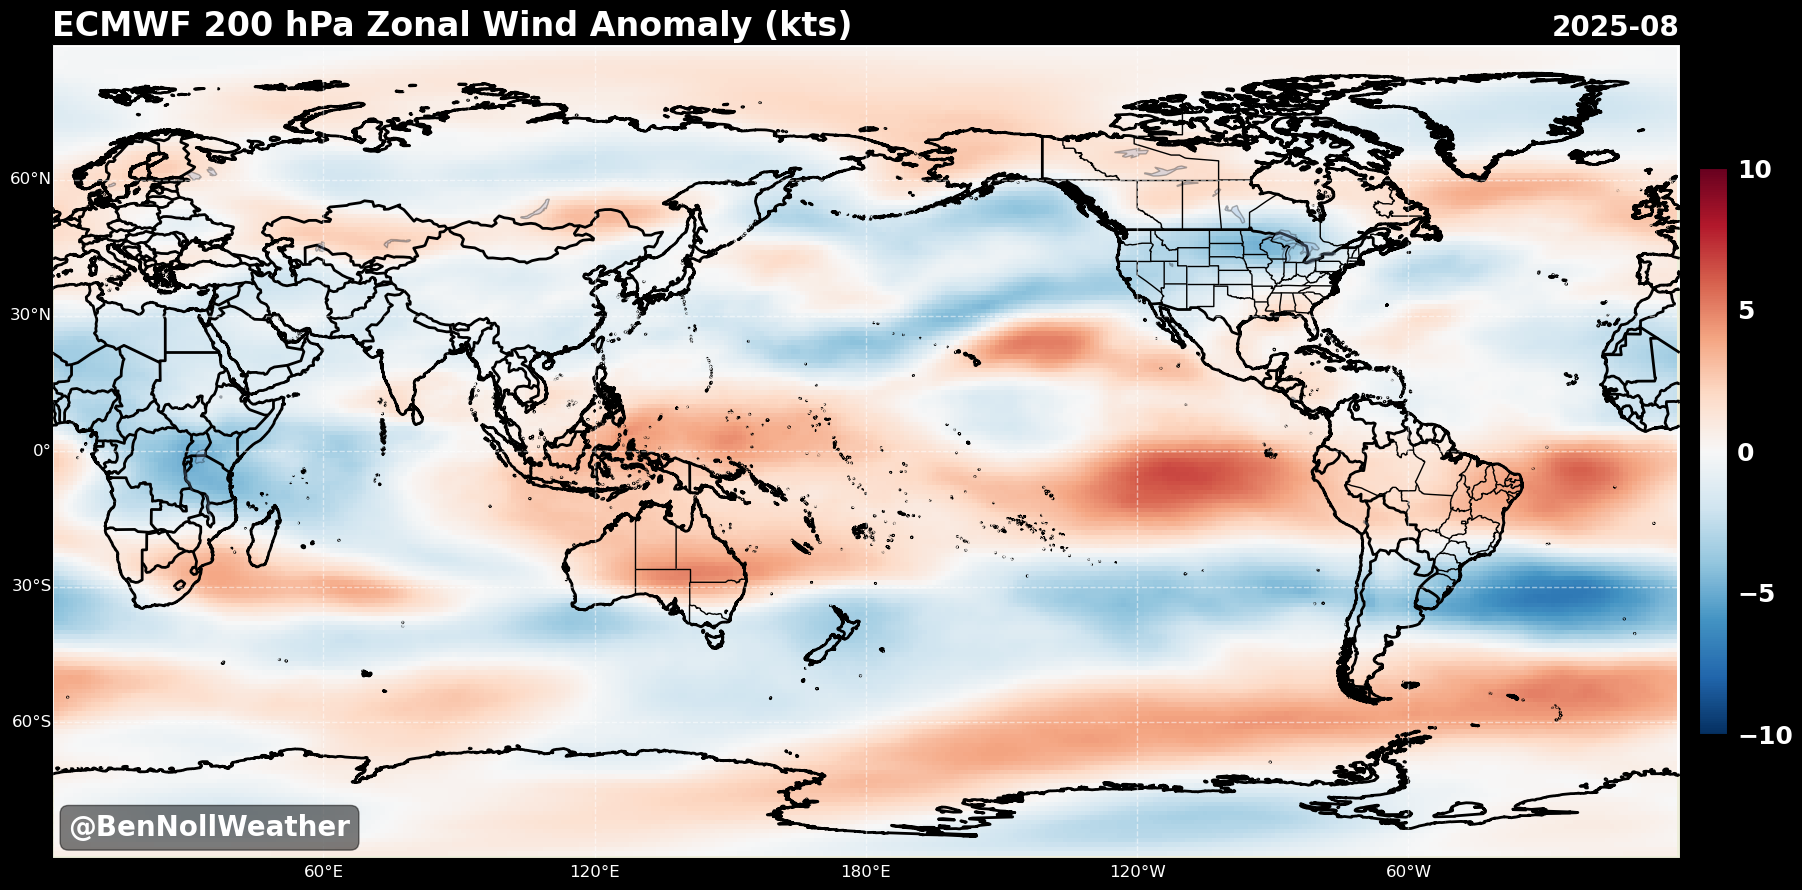 ECMWF 200 hPa Zonal Wind Anomaly (kts)
2025-08
60°N
30°N
0°
30°S
60°S
60°E
120°E
180°E
120°W
60°W
10
5
0
−5
−10
@BenNollWeather